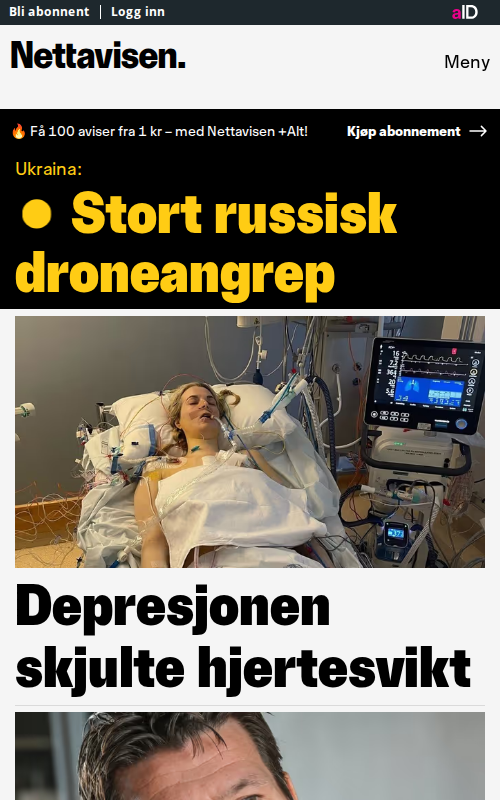 Bli abonnent | Logg inn
aID
Nettavisen.
Meny
🔥 Få 100 aviser fra 1 kr – med Nettavisen +Alt!
Kjøp abonnement →
Ukraina:
Stort russisk
droneangrep
Depresjonen
skjulte hjertesvikt